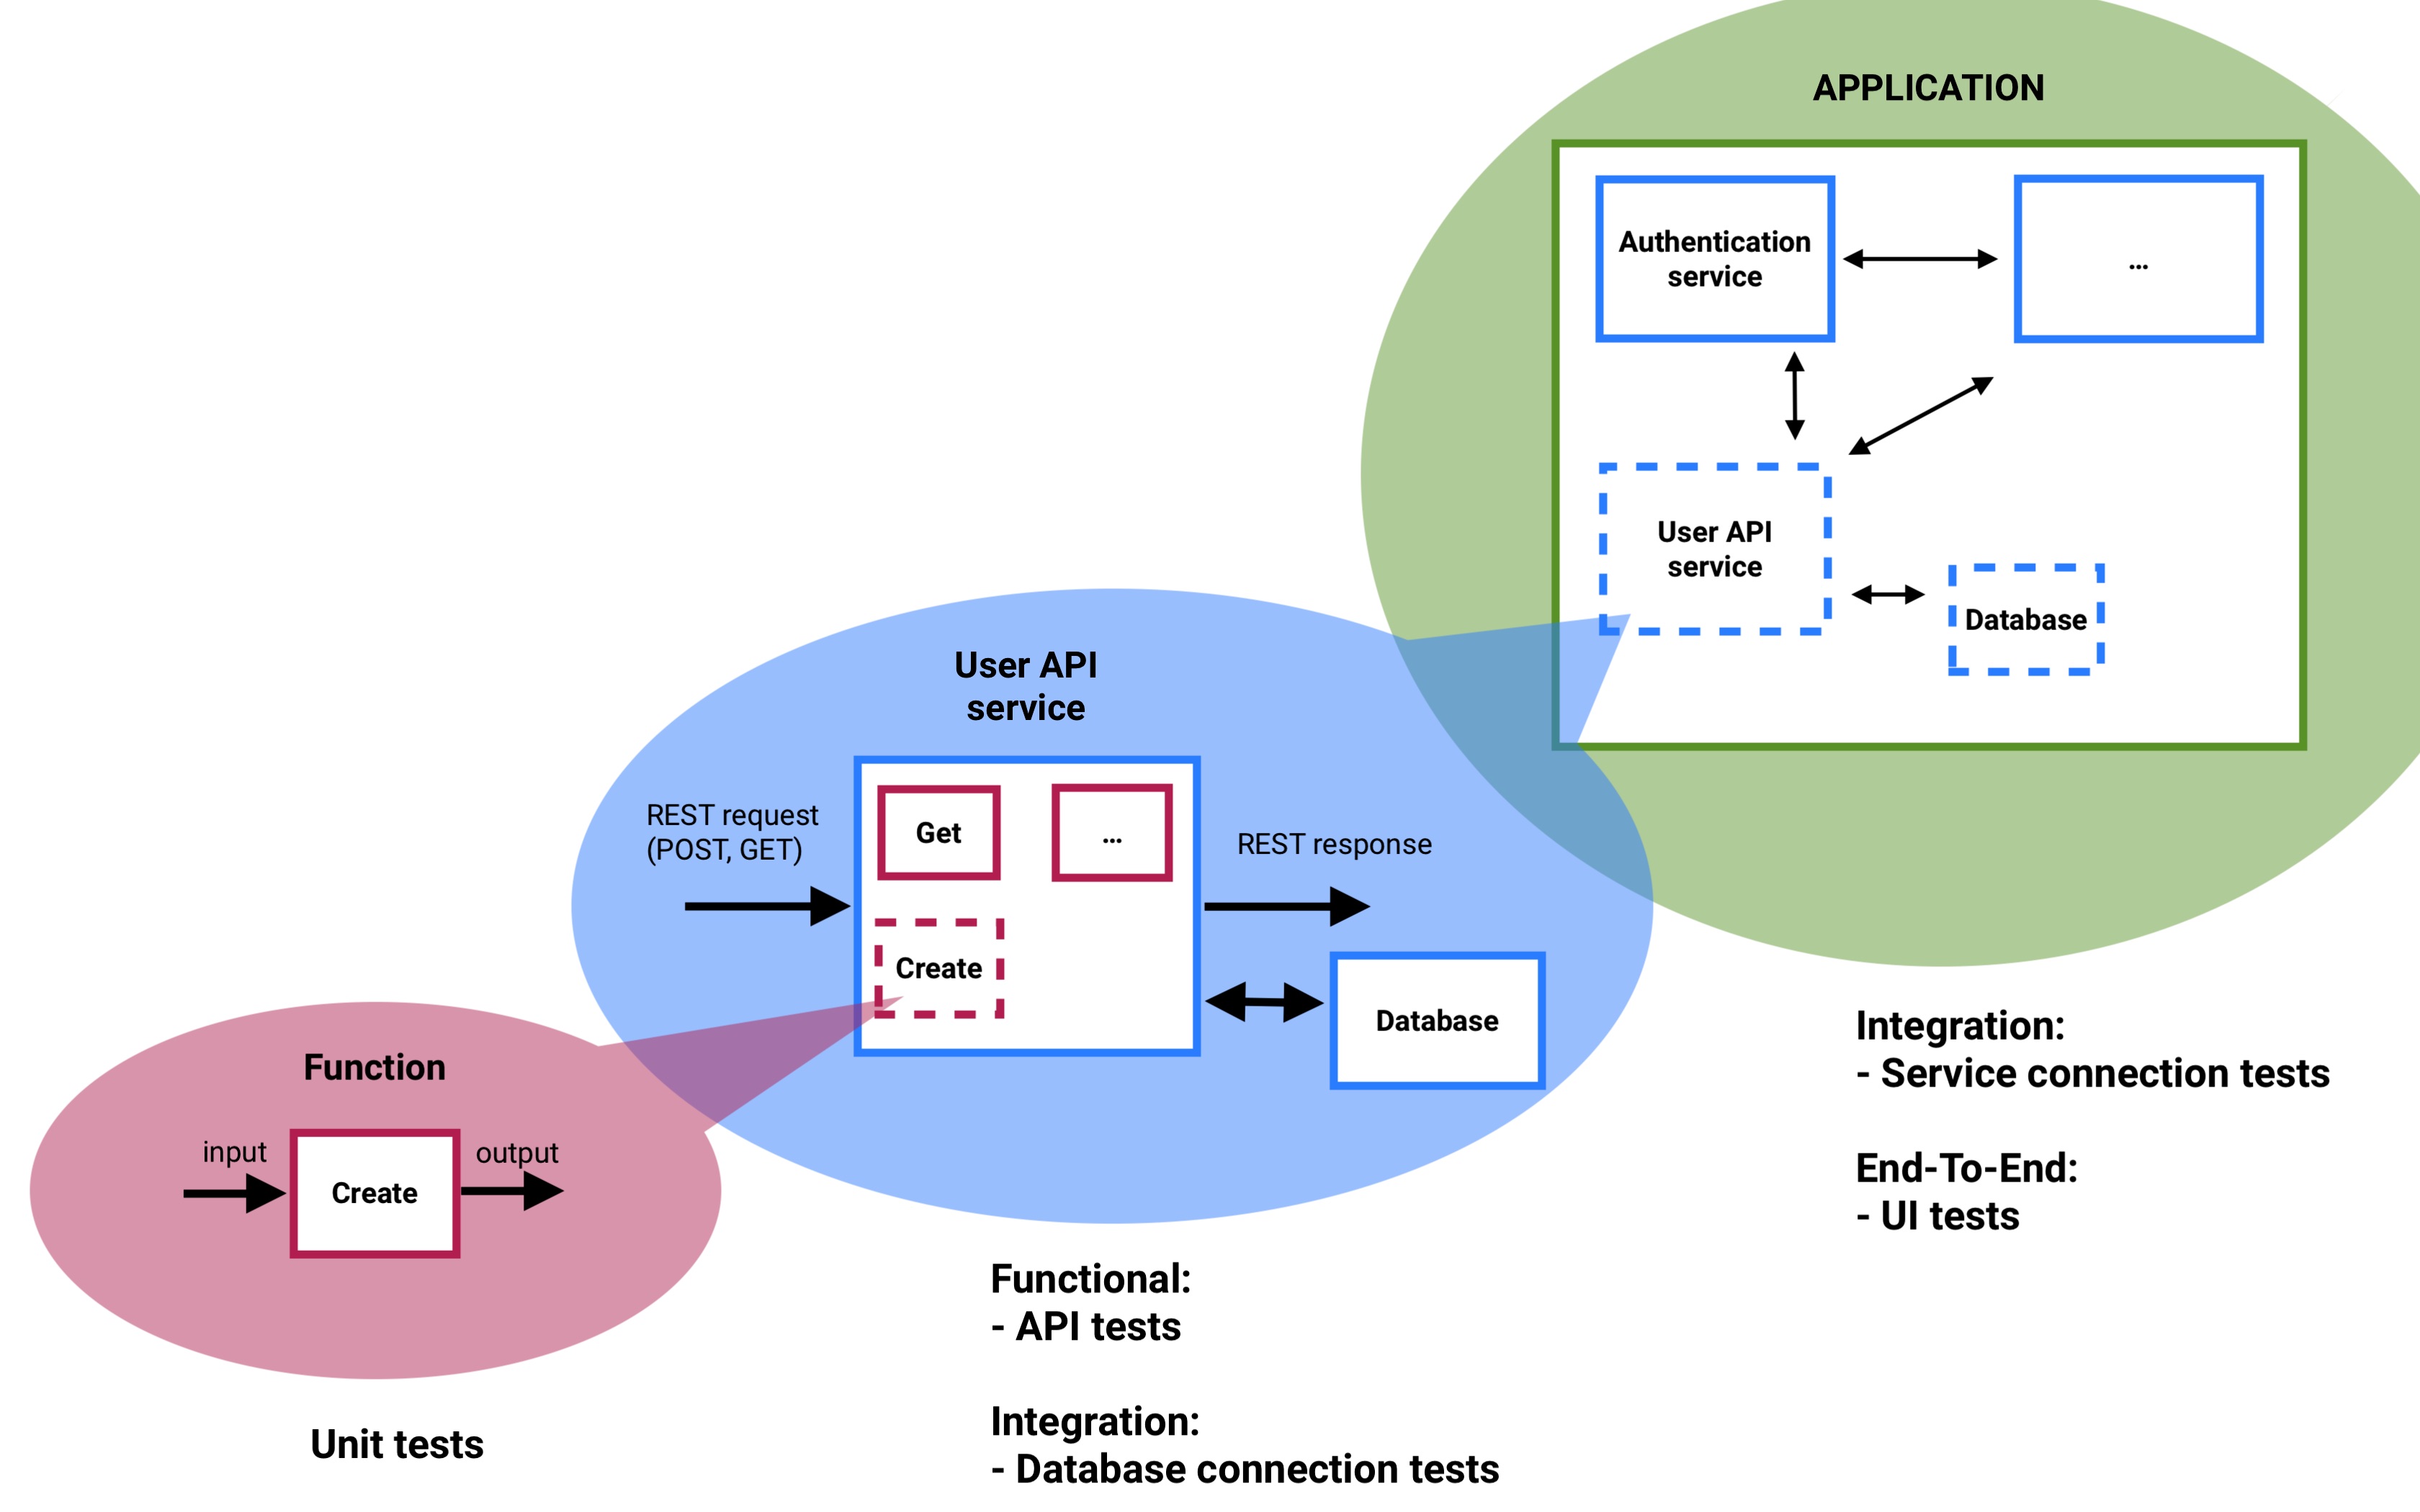 APPLICATION
Authentication
service
...
User API
service
Database
User API
service
REST request
(POST, GET)
Get
...
REST response
Create
Database
Function
input
output
Create
Unit tests
Functional:
- API tests
Integration:
- Database connection tests
Integration:
- Service connection tests
End-To-End:
- UI tests